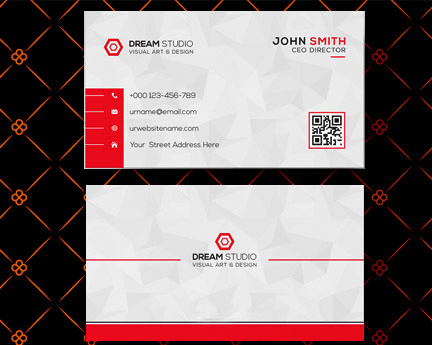 DREAM STUDIO
VISUAL ART & DESIGN
JOHN SMITH
CEO DIRECTOR
+000 123-456-789
urname@email.com
urwebsitename.com
Your Street Address Here
DREAM STUDIO
VISUAL ART & DESIGN